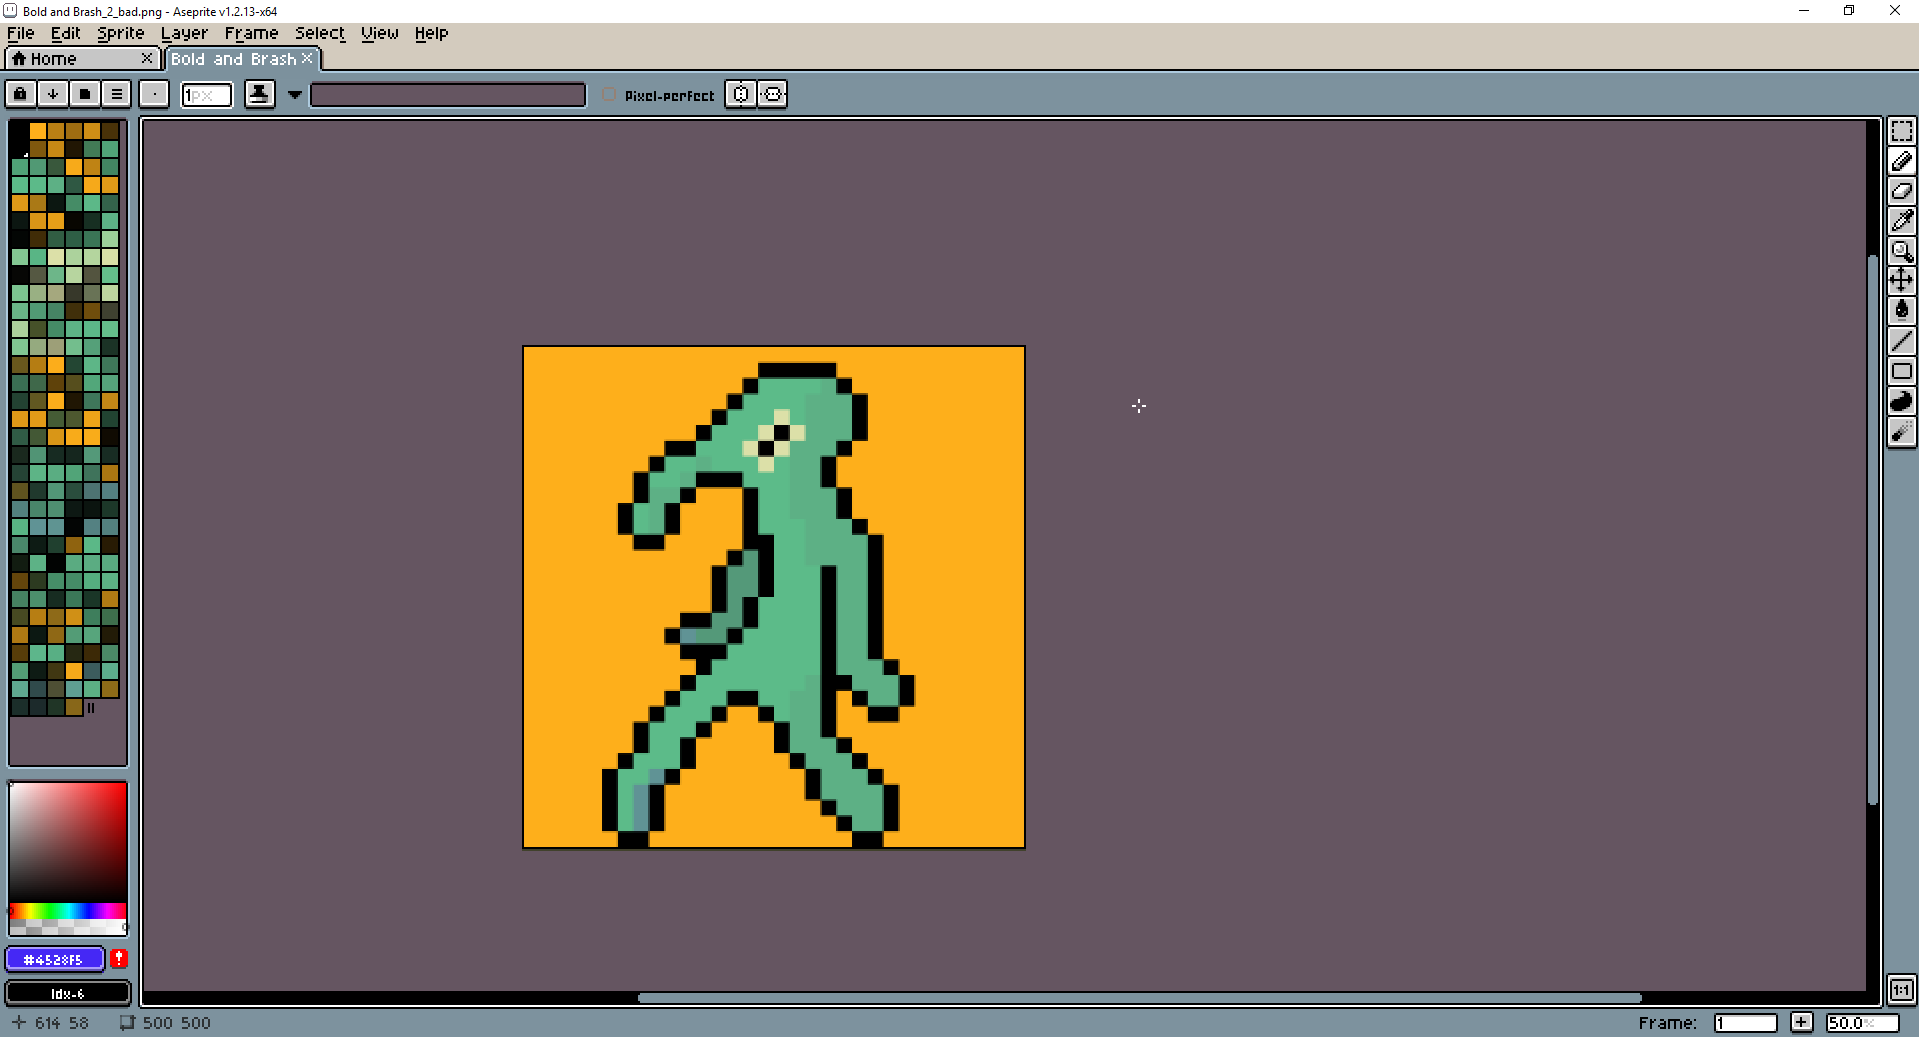 Bold and Brash_2_bad.png - Aseprite v1.2.13-x64
File Edit Sprite Layer Frame Select View Help
Home Bold and Brash
1px Pixel-perfect
#4528F5
Idx-6
1:1
614 58 500 500 Frame: 1 50.0%